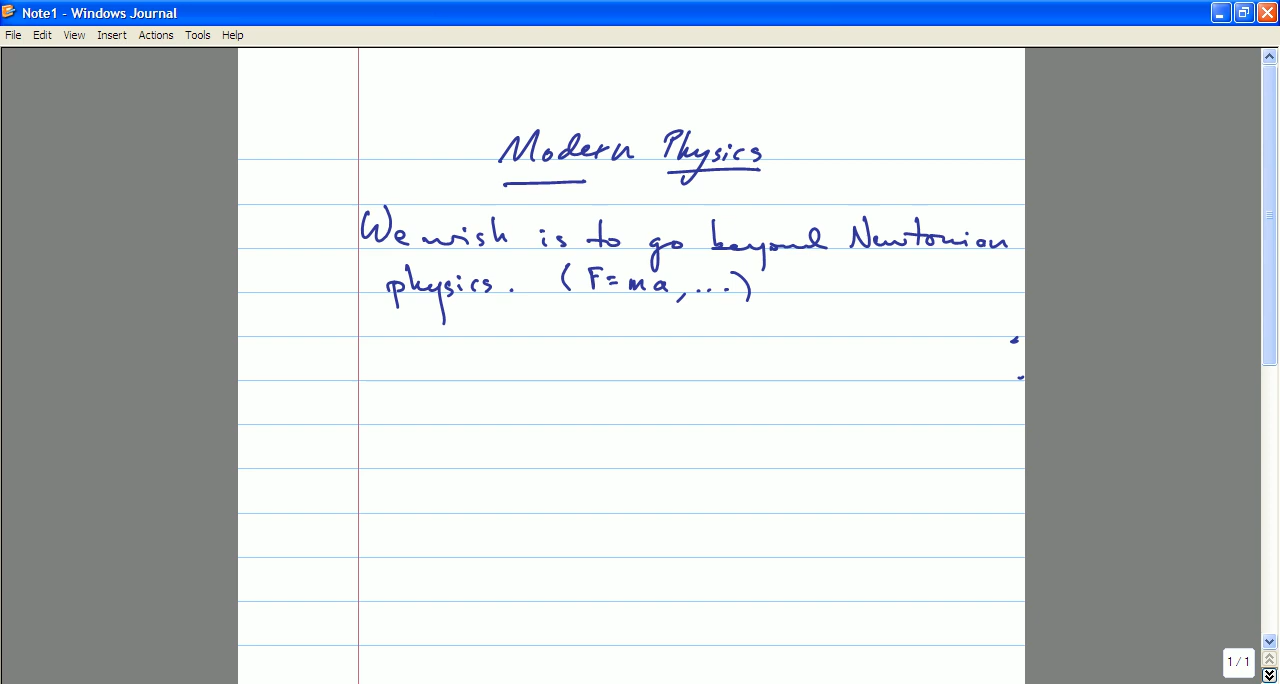 Note1 - Windows Journal
File Edit View Insert Actions Tools Help
Modern Physics
We wish is to go beyond Newtonion
physics. (F=ma, ...)
1/1